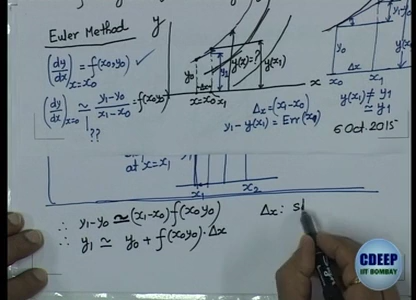 Euler Method
(dy/dx)x=x0 = f(x0,y0) ✓
(dy/dx)x=x0 ≃ y1-y0/x1-x0 = f(x0,y0)
??
y
y0
y1
y(x)=?
y(x1)
x=x0 x1
Δx
x
Δx=(x1-x0)
y1-y(x1) = Err(x1)
y0
y(x1)
Δx
x0 x1
y(x1) ≠ y1
≃ y1
6 Oct. 2015
at x=x1
x1 x2
∴ y1-y0 ≃ (x1-x0) f(x0,y0)
∴ y1 ≃ y0 + f(x0,y0)·Δx
Δx:
CDEEP
IIT BOMBAY